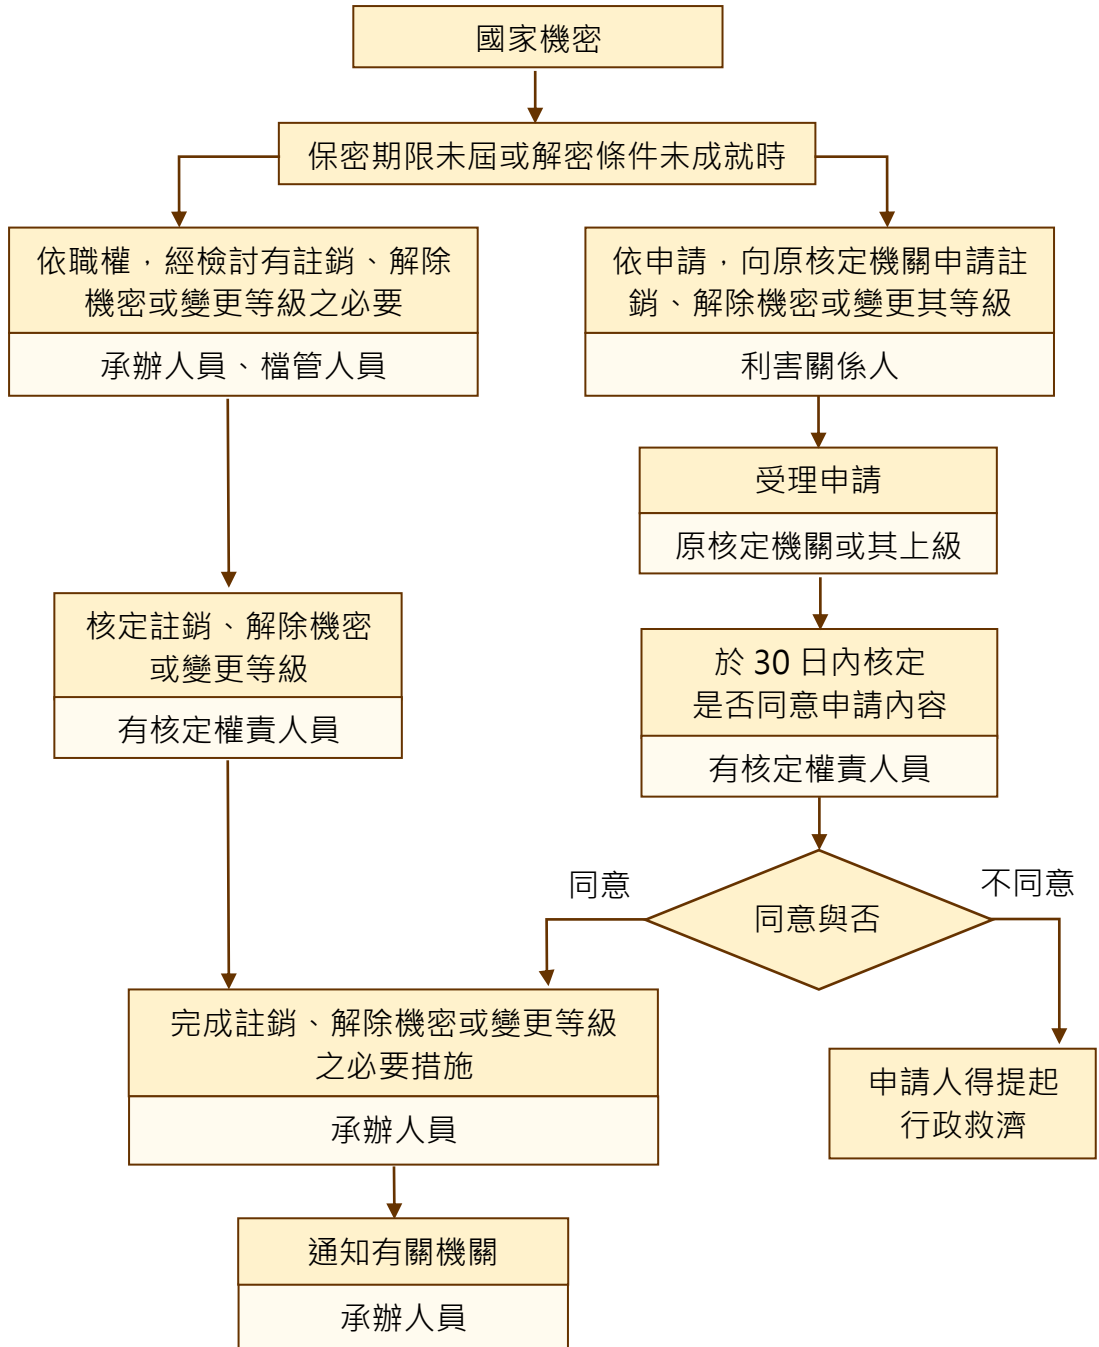 國家機密
保密期限未屆或解密條件未成就時
依職權，經檢討有註銷、解除
機密或變更等級之必要
承辦人員、檔管人員
依申請，向原核定機關申請註
銷、解除機密或變更其等級
利害關係人
受理申請
原核定機關或其上級
核定註銷、解除機密
或變更等級
有核定權責人員
於 30 日內核定
是否同意申請內容
有核定權責人員
同意與否
同意
不同意
完成註銷、解除機密或變更等級
之必要措施
承辦人員
申請人得提起
行政救濟
通知有關機關
承辦人員